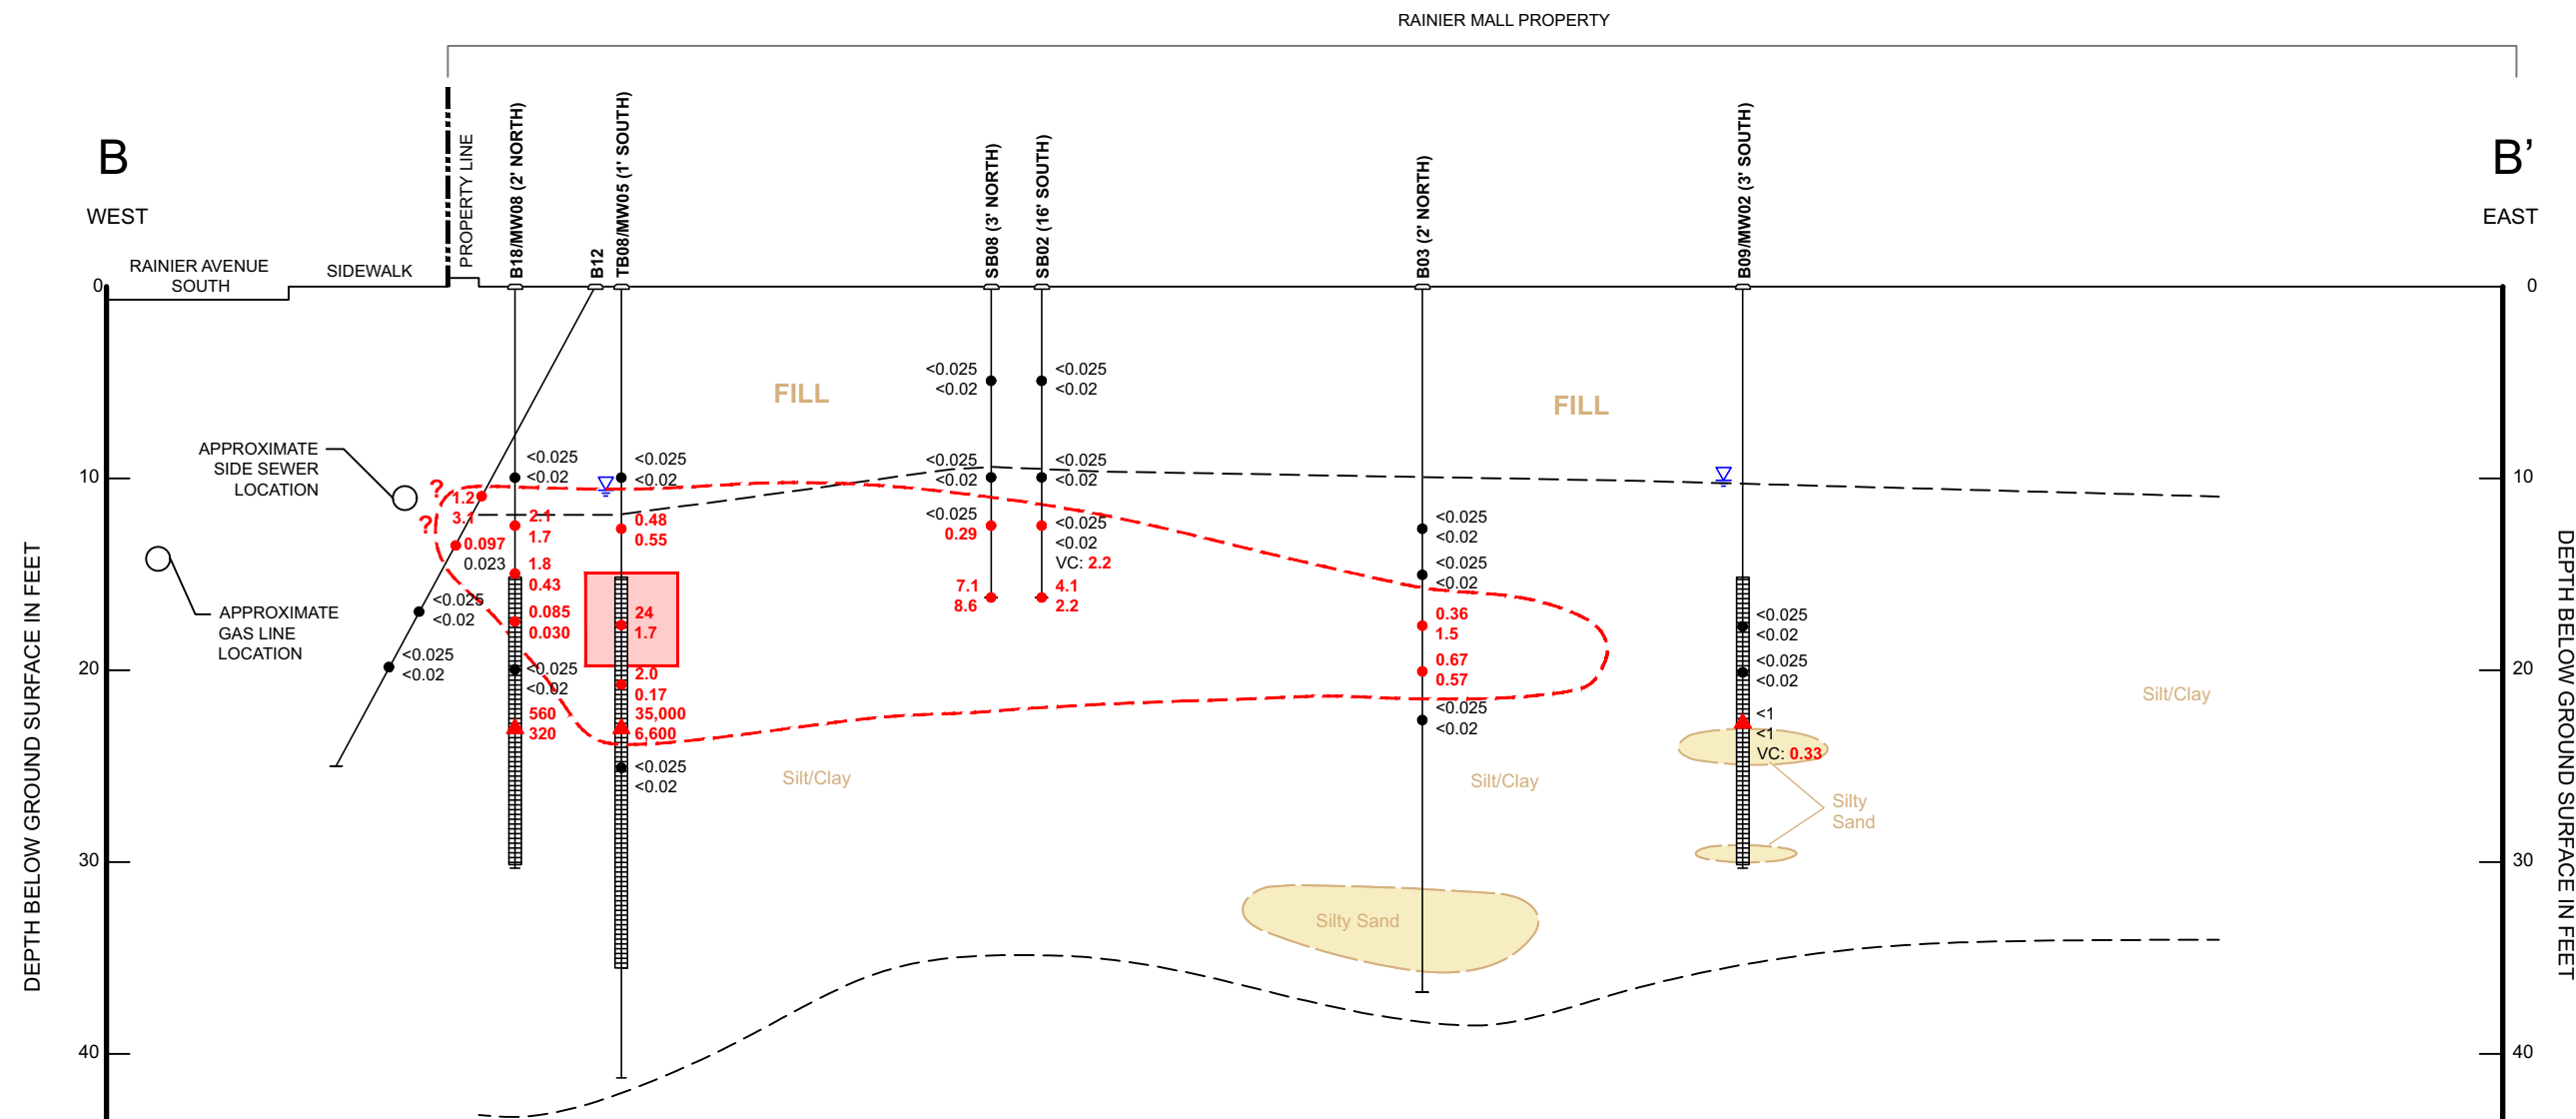 RAINIER MALL PROPERTY
B
WEST
B’
EAST
PROPERTY LINE
B18/MW08 (2' NORTH)
B12
TB08/MW05 (1' SOUTH)
SB08 (3' NORTH)
SB02 (16' SOUTH)
B03 (2' NORTH)
B09/MW02 (3' SOUTH)
RAINIER AVENUE
SOUTH
SIDEWALK
0
10
20
30
40
DEPTH BELOW GROUND SURFACE IN FEET
APPROXIMATE
SIDE SEWER
LOCATION
APPROXIMATE
GAS LINE
LOCATION
?
?
1.2
3.1
0.097
0.023
<0.025
<0.02
<0.025
<0.02
<0.025
<0.02
2.1
1.7
1.8
0.43
0.085
0.030
<0.025
<0.02
560
320
<0.025
<0.02
0.48
0.55
24
1.7
2.0
0.17
35,000
6,600
<0.025
<0.02
FILL
Silt/Clay
<0.025
<0.02
<0.025
<0.02
<0.025
0.29
7.1
8.6
<0.025
<0.02
<0.025
<0.02
<0.025
<0.02
VC: 2.2
4.1
2.2
<0.025
<0.02
<0.025
<0.02
0.36
1.5
0.67
0.57
<0.025
<0.02
FILL
Silt/Clay
Silty Sand
<0.025
<0.02
<0.025
<0.02
<1
<1
VC: 0.33
Silty
Sand
Silt/Clay
0
10
20
30
40
DEPTH BELOW GROUND SURFACE IN FEET